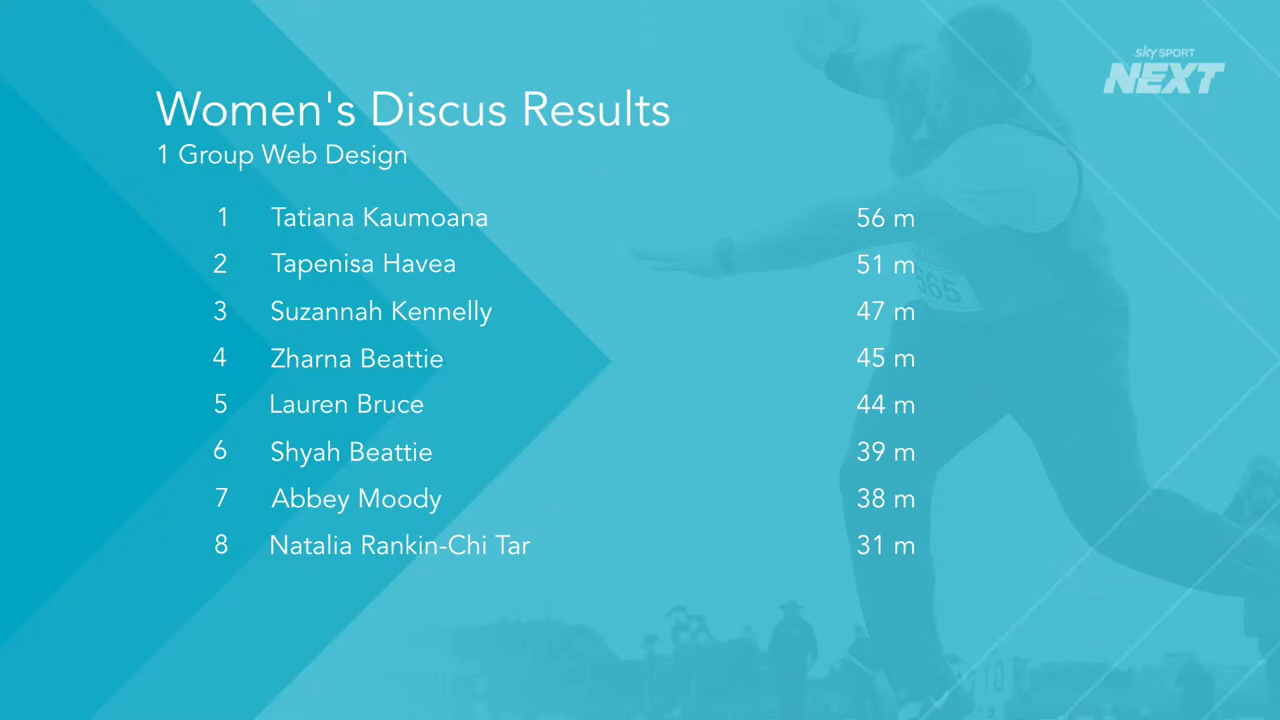 sky SPORT
NEXT
Women's Discus Results
1 Group Web Design
1 Tatiana Kaumoana 56 m
2 Tapenisa Havea 51 m
3 Suzannah Kennelly 47 m
4 Zharna Beattie 45 m
5 Lauren Bruce 44 m
6 Shyah Beattie 39 m
7 Abbey Moody 38 m
8 Natalia Rankin-Chi Tar 31 m
565
10